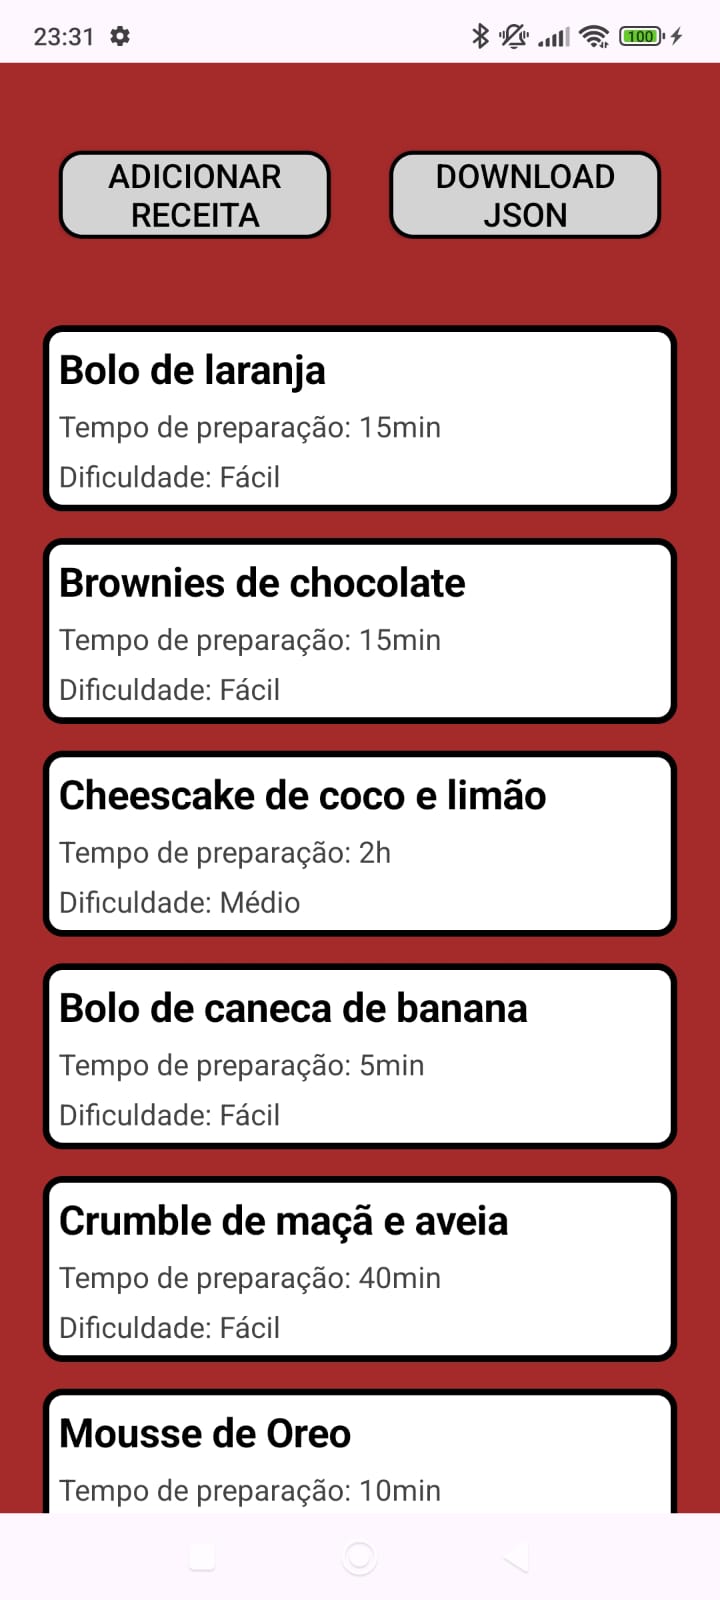 23:31
100
ADICIONAR
RECEITA
DOWNLOAD
JSON
Bolo de laranja
Tempo de preparação: 15min
Dificuldade: Fácil
Brownies de chocolate
Tempo de preparação: 15min
Dificuldade: Fácil
Cheescake de coco e limão
Tempo de preparação: 2h
Dificuldade: Médio
Bolo de caneca de banana
Tempo de preparação: 5min
Dificuldade: Fácil
Crumble de maçã e aveia
Tempo de preparação: 40min
Dificuldade: Fácil
Mousse de Oreo
Tempo de preparação: 10min